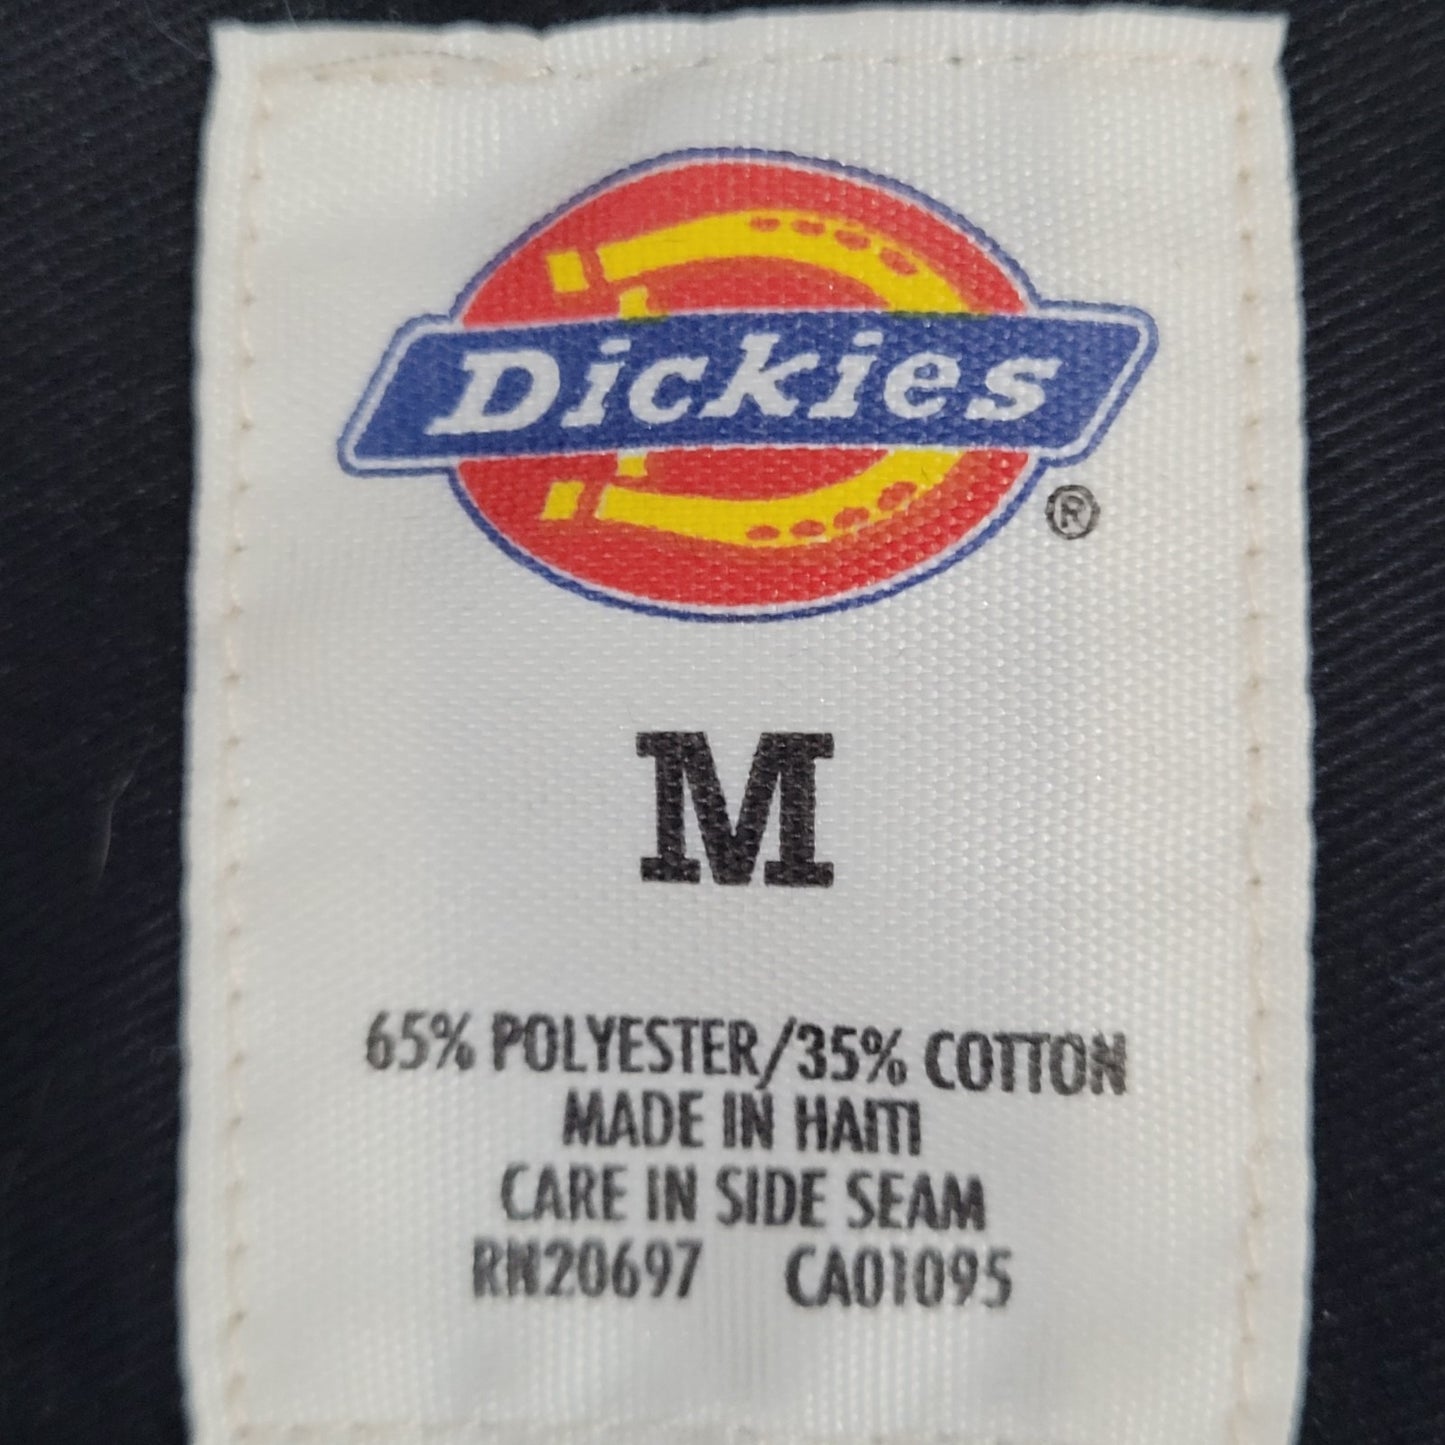 Dickies
®
M
65% POLYESTER/35% COTTON
MADE IN HAITI
CARE IN SIDE SEAM
RN20697 CA01095